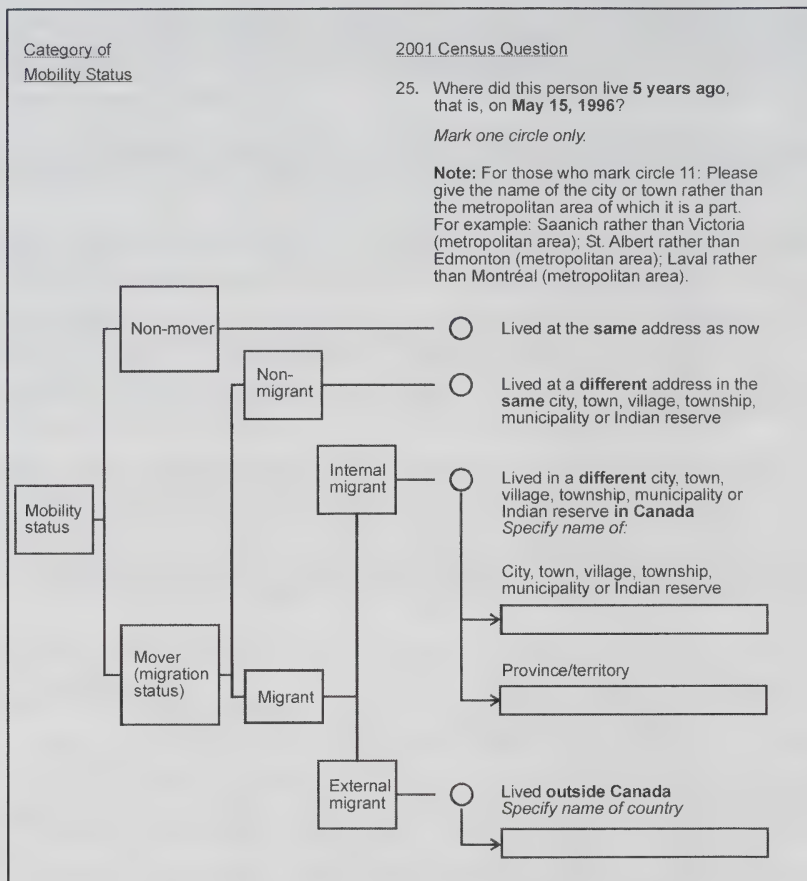 Category of
Mobility Status
2001 Census Question
25. Where did this person live 5 years ago,
that is, on May 15, 1996?
Mark one circle only.
Note: For those who mark circle 11: Please
give the name of the city or town rather than
the metropolitan area of which it is a part.
For example: Saanich rather than Victoria
(metropolitan area); St. Albert rather than
Edmonton (metropolitan area); Laval rather
than Montréal (metropolitan area).
Non-mover
Lived at the same address as now
Non-
migrant
Lived at a different address in the
same city, town, village, township,
municipality or Indian reserve
Internal
migrant
Lived in a different city, town,
village, township, municipality or
Indian reserve in Canada
Specify name of:
Mobility
status
City, town, village, township,
municipality or Indian reserve
Mover
(migration
status)
Migrant
Province/territory
External
migrant
Lived outside Canada
Specify name of country